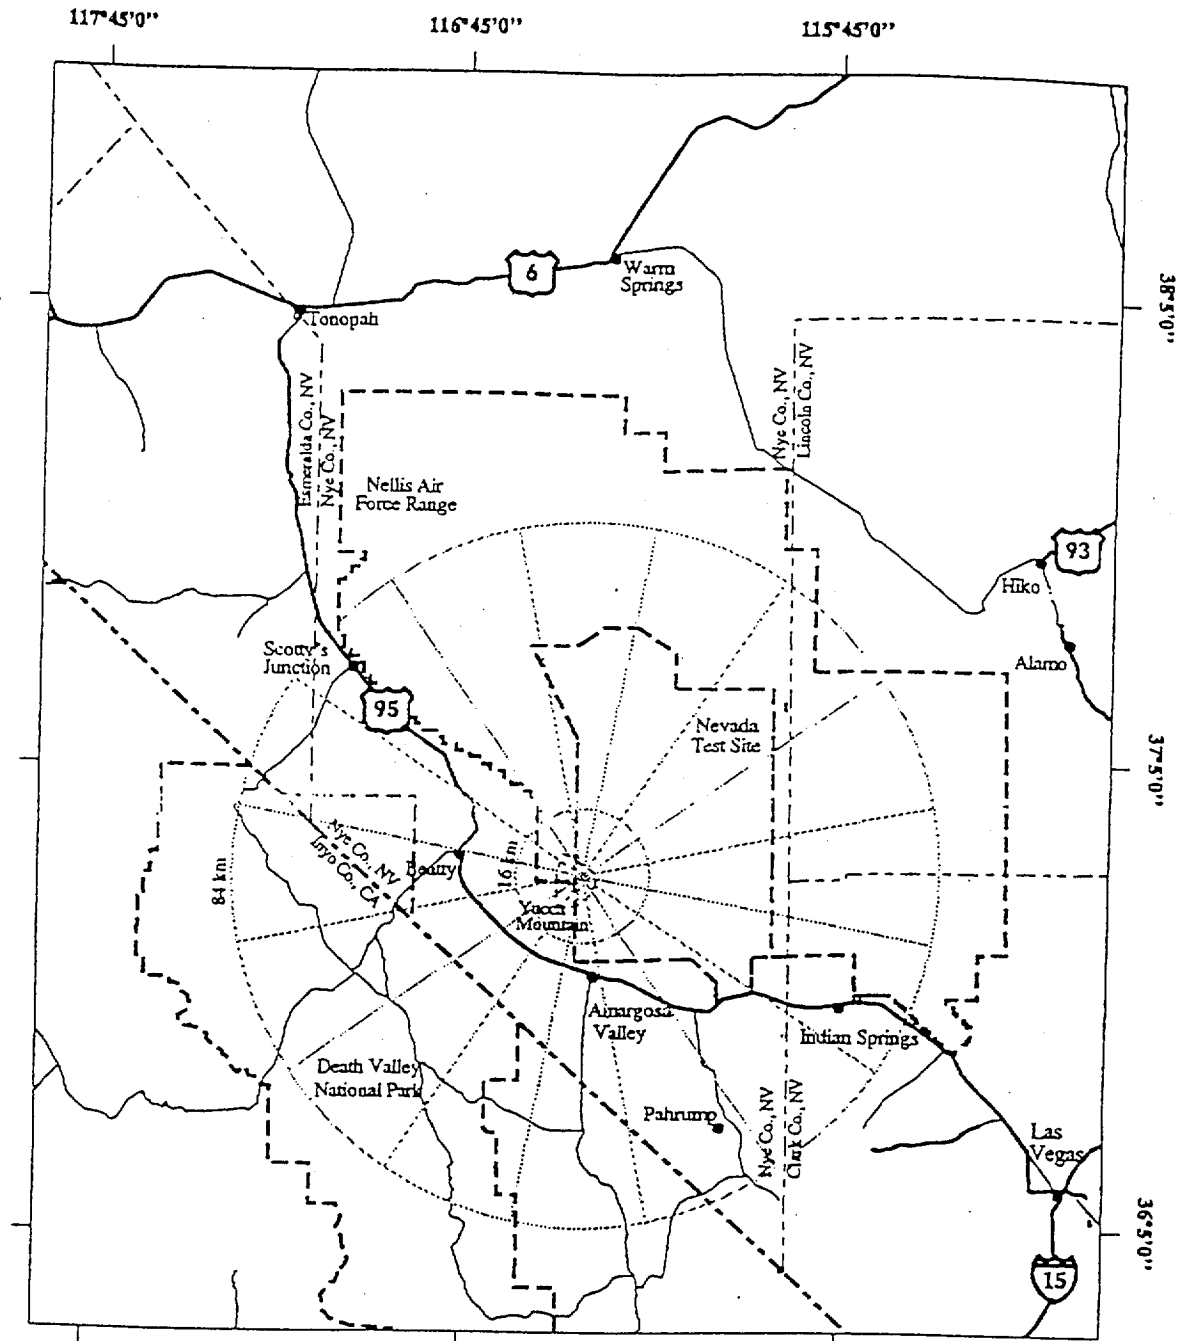 117°45'0"
116°45'0"
115°45'0"
6
Warm
Springs
38°5'0"
Tonopah
Esmeralda Co., NV
Nye Co., NV
Nye Co., NV
Lincoln Co., NV
Nellis Air
Force Range
93
Hiko
Scotty's
Junction
Alamo
95
Nevada
Test Site
37°5'0"
Nye Co., NV
Inyo Co., CA
Beatty
16 km
84 km
Yucca
Mountain
Amargosa
Valley
Indian Springs
Death Valley
National Park
Pahrump
Nye Co., NV
Clark Co., NV
Las
Vegas
36°5'0"
15